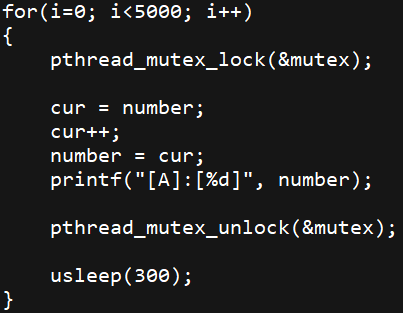 for(i=0; i<5000; i++)
{
    pthread_mutex_lock(&mutex);

    cur = number;
    cur++;
    number = cur;
    printf("[A]:[%d]", number);

    pthread_mutex_unlock(&mutex);

    usleep(300);
}